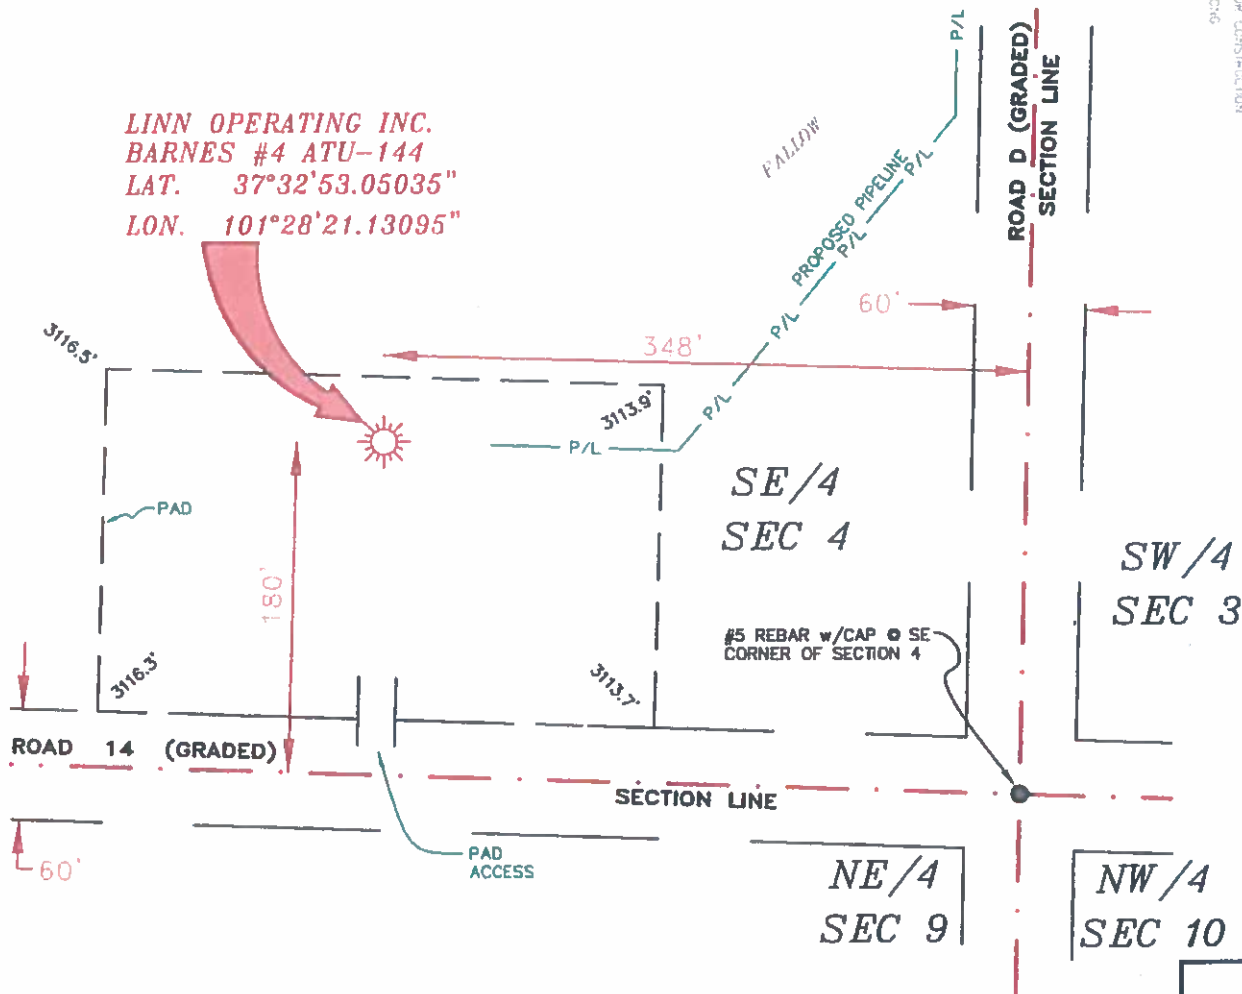 LINN OPERATING INC.
BARNES #4 ATU-144
LAT. 37°32'53.05035"
LON. 101°28'21.13095"
P/L
FALLOW
ROAD D (GRADED)
SECTION LINE
PROPOSED PIPELINE
P/L
P/L
P/L
P/L
P/L
60'
348'
3116.5'
3113.9'
PAD
180'
SE/4
SEC 4
SW/4
SEC 3
#5 REBAR w/CAP @ SE
CORNER OF SECTION 4
3116.3'
3113.7'
ROAD 14 (GRADED)
SECTION LINE
60'
PAD
ACCESS
NE/4
SEC 9
NW/4
SEC 10